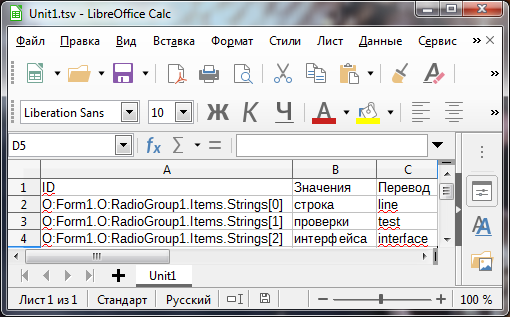 Unit1.tsv - LibreOffice Calc
Файл Правка Вид Вставка Формат Стили Лист Данные Сервис »
Liberation Sans 10 Ж К Ч А »
D5 fx Σ =
A B C
1 ID Значения Перевод
2 O:Form1.O:RadioGroup1.Items.Strings[0] строка line
3 O:Form1.O:RadioGroup1.Items.Strings[1] проверки test
4 O:Form1.O:RadioGroup1.Items.Strings[2] интерфейса interface
Unit1
Лист 1 из 1 Стандарт Русский 100 %